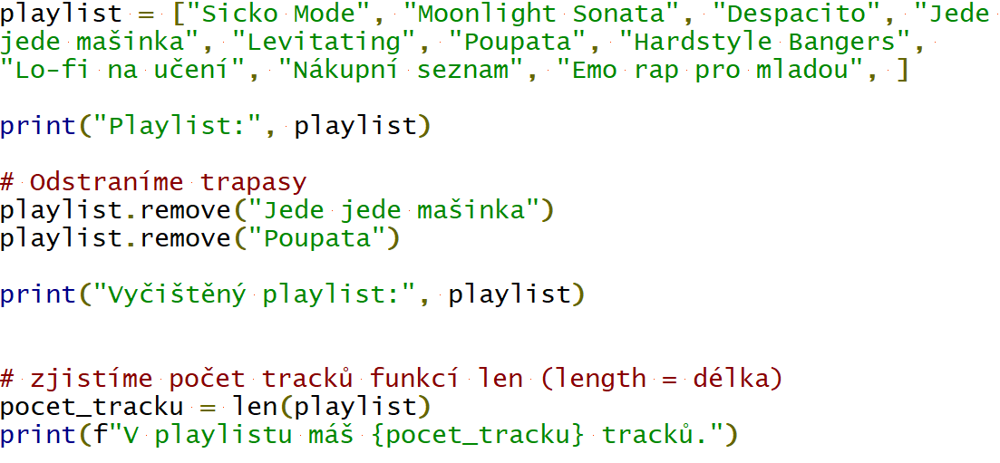 playlist = ["Sicko Mode", "Moonlight Sonata", "Despacito", "Jede
jede mašinka", "Levitating", "Poupata", "Hardstyle Bangers",
"Lo-fi na učení", "Nákupní seznam", "Emo rap pro mladou", ]
print("Playlist:", playlist)
# Odstraníme trapasy
playlist.remove("Jede jede mašinka")
playlist.remove("Poupata")
print("Vyčištěný playlist:", playlist)
# zjistíme počet tracků funkcí len (length = délka)
pocet_tracku = len(playlist)
print(f"V playlistu máš {pocet_tracku} tracků.")